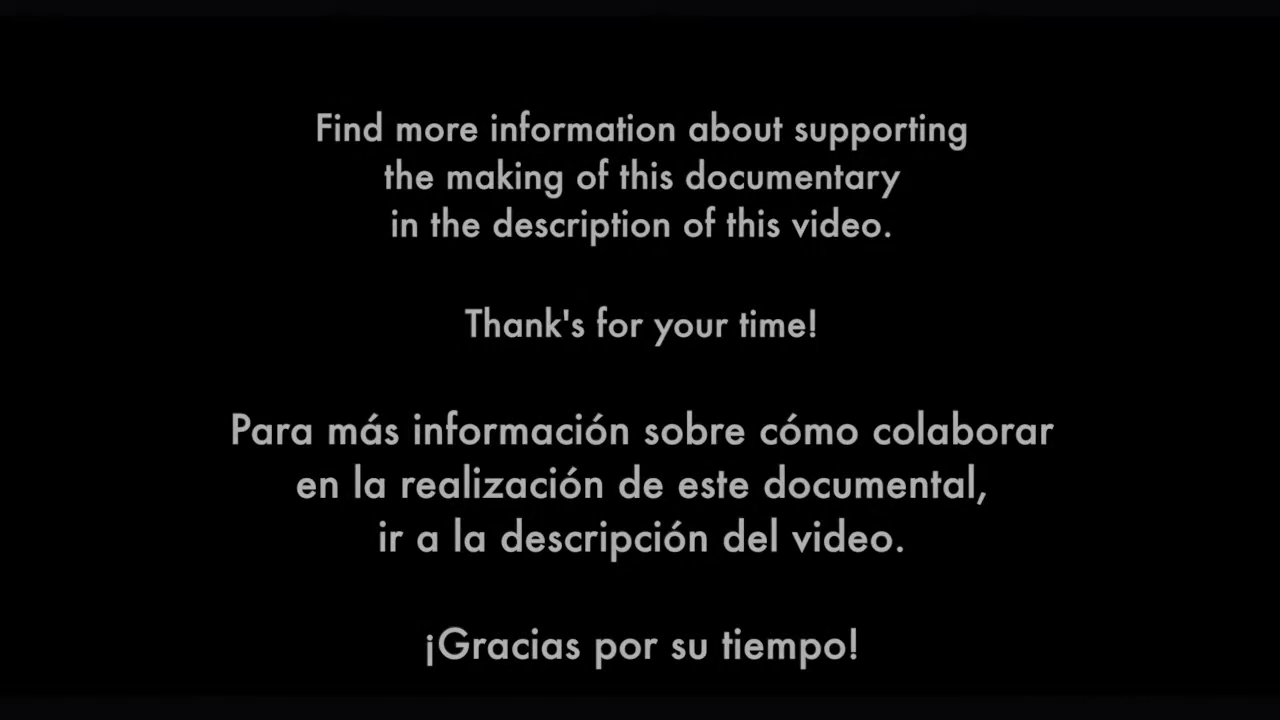 Find more information about supporting
the making of this documentary
in the description of this video.
Thank's for your time!
Para más información sobre cómo colaborar
en la realización de este documental,
ir a la descripción del video.
¡Gracias por su tiempo!